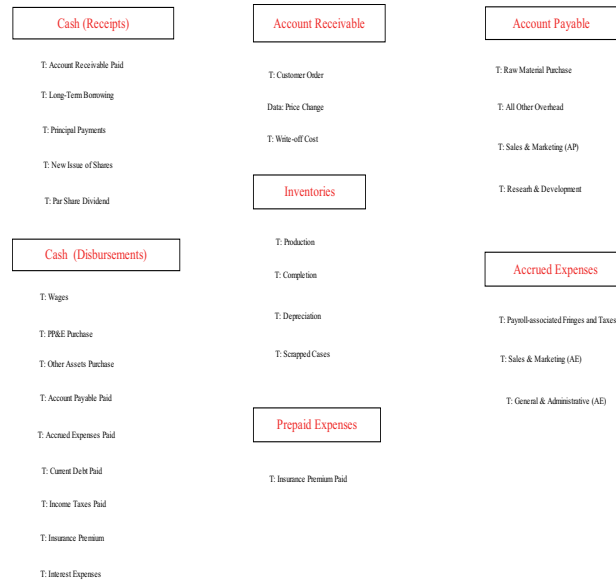 Cash (Receipts)
T: Account Receivable Paid
T: Long-Term Borrowing
T: Principal Payments
T: New Issue of Shares
T: Par Share Dividend
Cash (Disbursements)
T: Wages
T: PP&E Purchase
T: Other Assets Purchase
T: Account Payable Paid
T: Accrued Expenses Paid
T: Current Debt Paid
T: Income Taxes Paid
T: Insurance Premium
T: Interest Expenses
Account Receivable
T: Customer Order
Data: Price Change
T: Write-off Cost
Inventories
T: Production
T: Completion
T: Depreciation
T: Scrapped Cases
Prepaid Expenses
T: Insurance Premium Paid
Account Payable
T: Raw Material Purchase
T: All Other Overhead
T: Sales & Marketing (AP)
T: Researh & Development
Accrued Expenses
T: Payroll-associated Fringes and Taxes
T: Sales & Marketing (AE)
T: General & Administrative (AE)